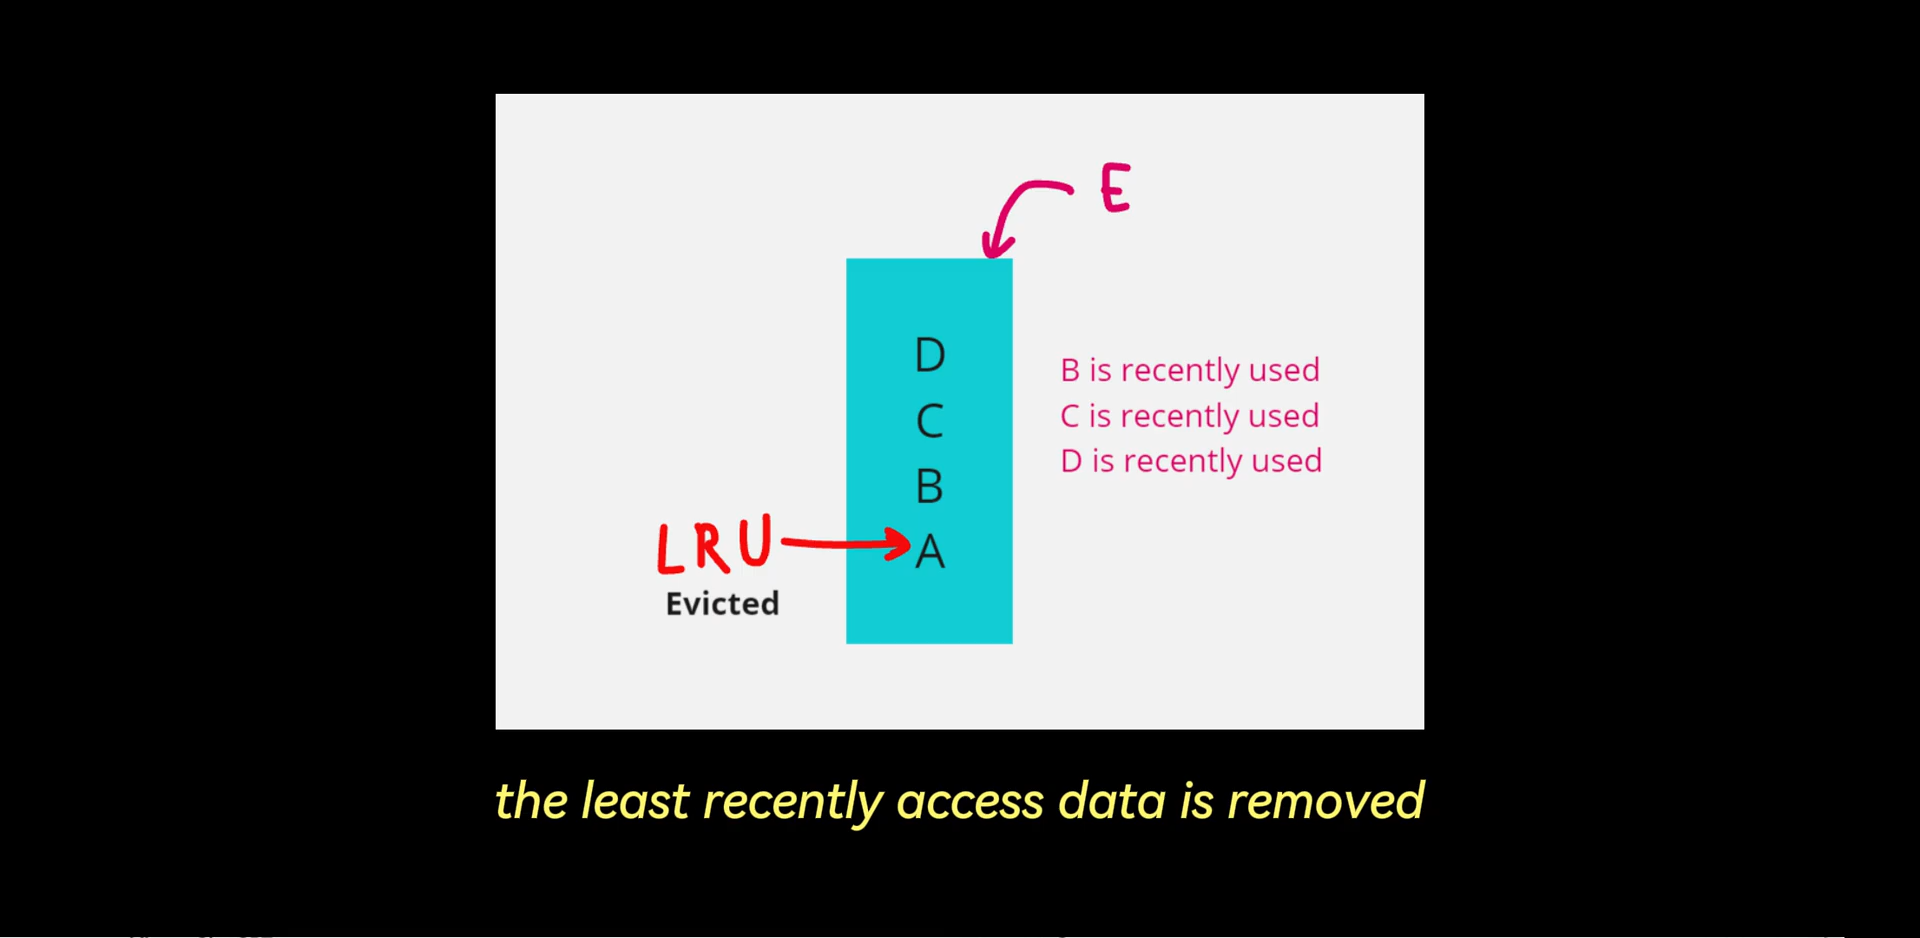 E
D
C
B
A
B is recently used
C is recently used
D is recently used
LRU
Evicted
the least recently access data is removed